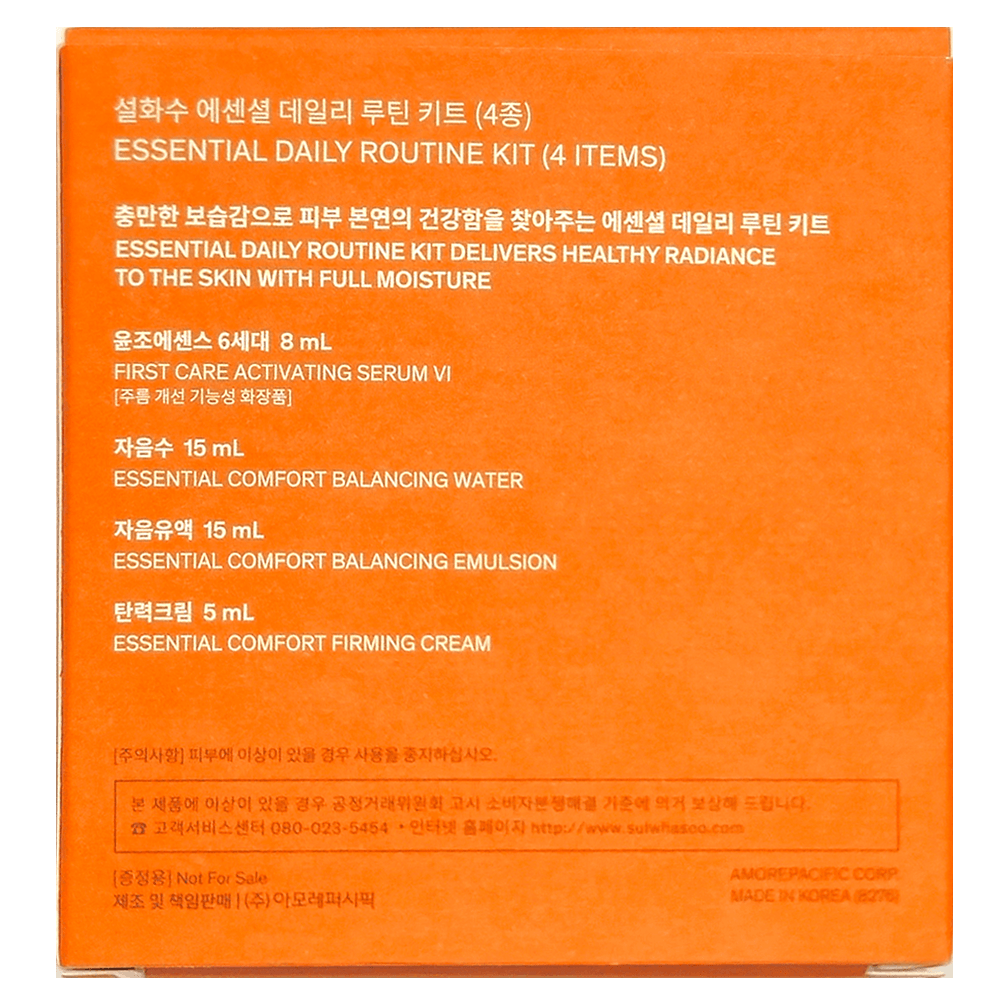 설화수 에센셜 데일리 루틴 키트 (4종)
ESSENTIAL DAILY ROUTINE KIT (4 ITEMS)
충만한 보습감으로 피부 본연의 건강함을 찾아주는 에센셜 데일리 루틴 키트
ESSENTIAL DAILY ROUTINE KIT DELIVERS HEALTHY RADIANCE
TO THE SKIN WITH FULL MOISTURE
윤조에센스 6세대 8 mL
FIRST CARE ACTIVATING SERUM VI
[주름 개선 기능성 화장품]
자음수 15 mL
ESSENTIAL COMFORT BALANCING WATER
자음유액 15 mL
ESSENTIAL COMFORT BALANCING EMULSION
탄력크림 5 mL
ESSENTIAL COMFORT FIRMING CREAM
[주의사항] 피부에 이상이 있을 경우 사용을 중지하십시오.
본 제품에 이상이 있을 경우 공정거래위원회 고시 소비자분쟁해결 기준에 의거 보상해 드립니다.
☎ 고객서비스센터 080-023-5454 • 인터넷 홈페이지 http://www.sulwhasoo.com
[증정용] Not For Sale
제조 및 책임판매 | (주)아모레퍼시픽
AMOREPACIFIC CORP.
MADE IN KOREA (8276)